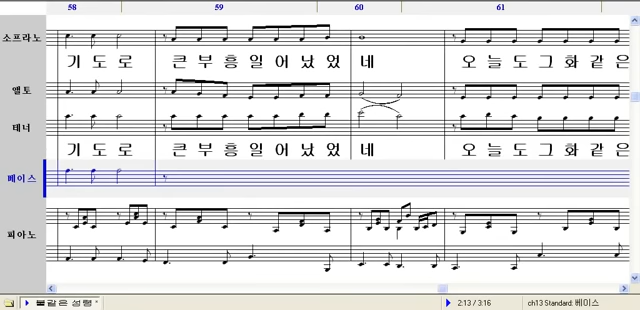 58 59 60 61
소프라노
기 도 로 큰 부 흥 일 어 났 었 네 오 늘 도 그 화 같 은
엘토
테너
기 도 로 큰 부 흥 일 어 났 었 네 오 늘 도 그 화 같 은
베이스
피아노
불같은 성령 * 2:13 / 3:16 ch13 Standard: 베이스